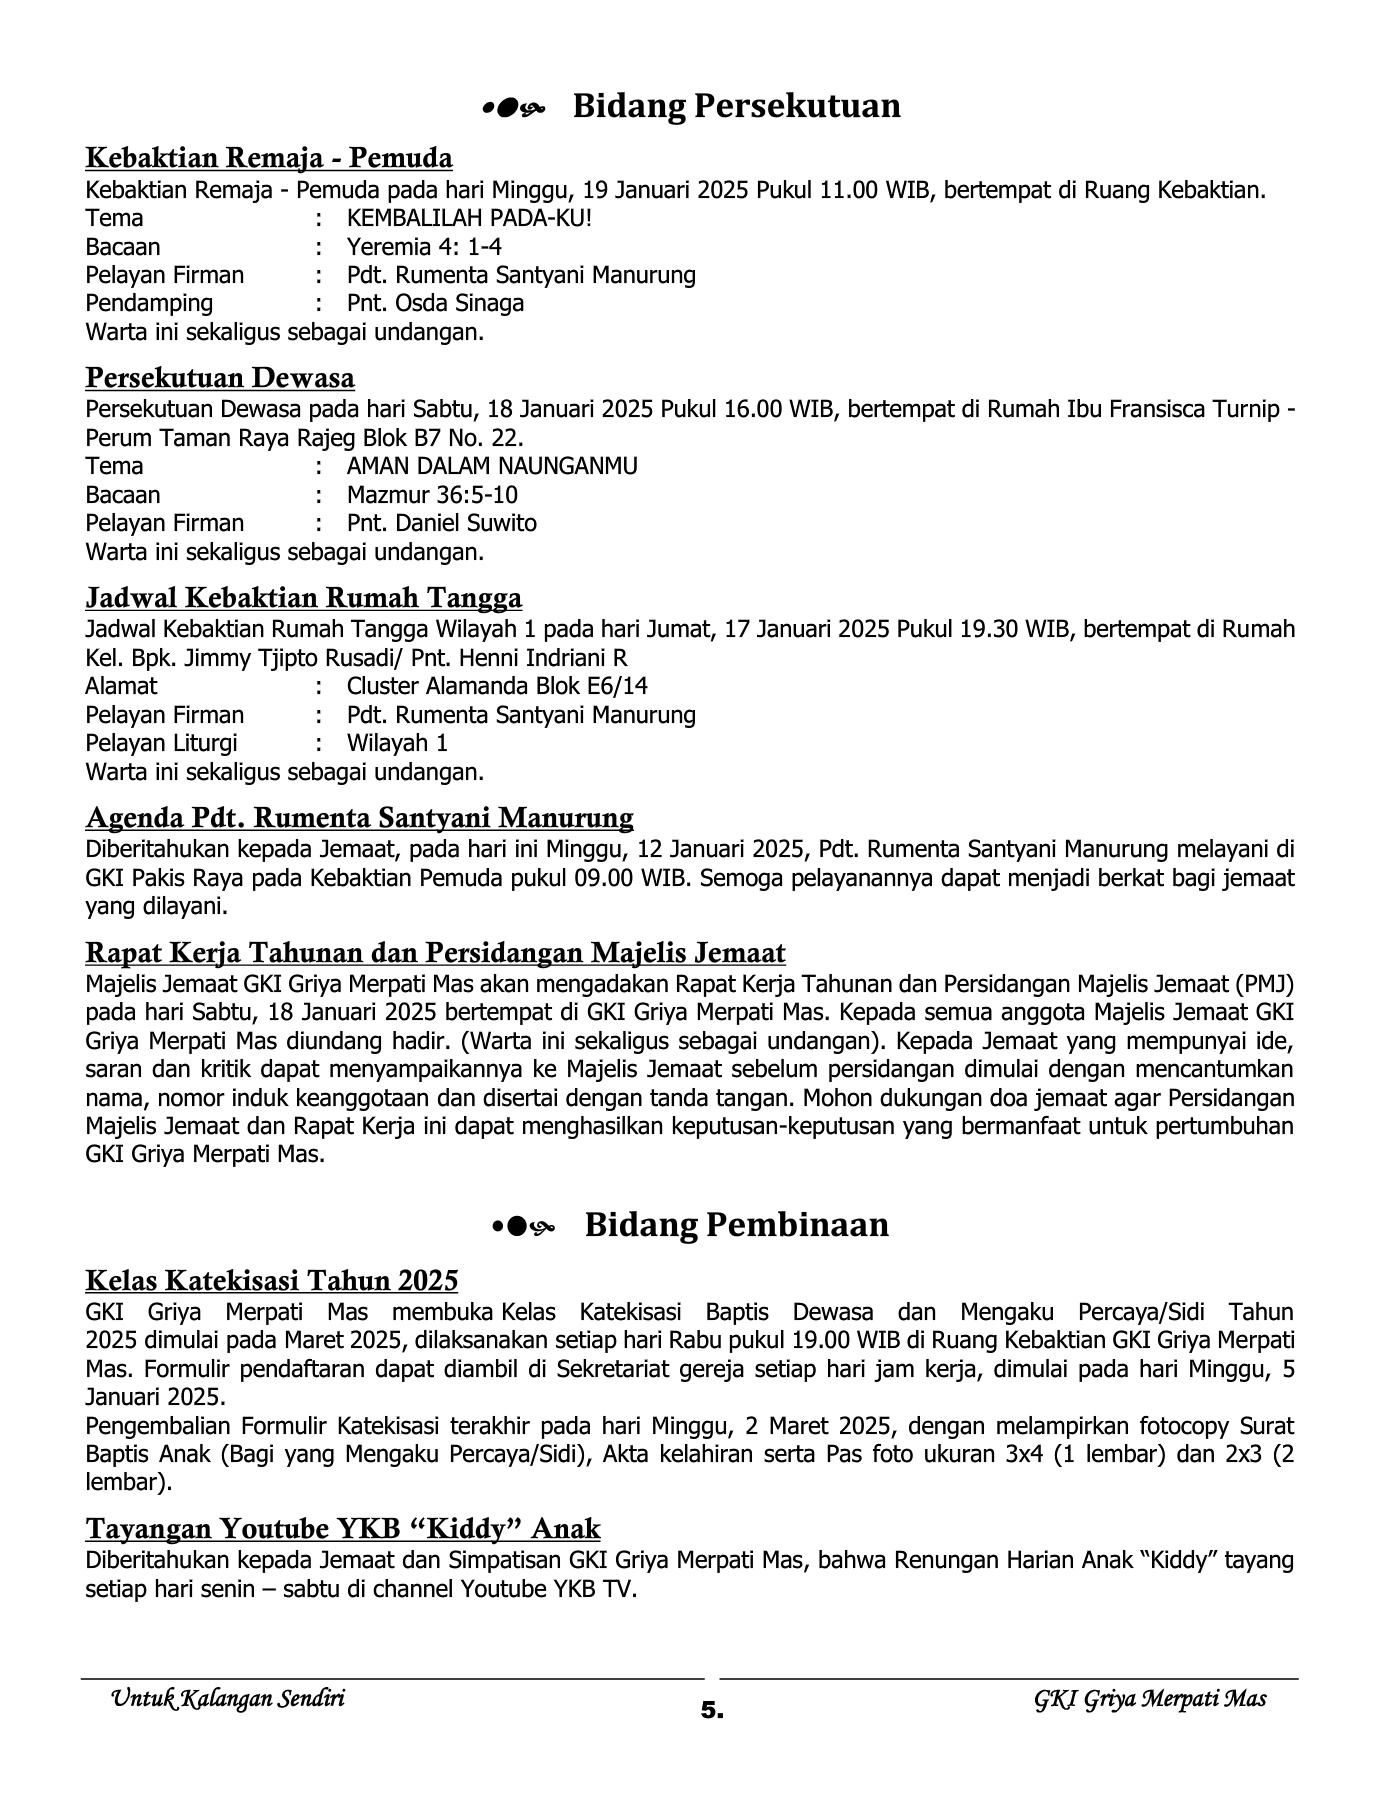 Bidang Persekutuan
Kebaktian Remaja - Pemuda
Kebaktian Remaja - Pemuda pada hari Minggu, 19 Januari 2025 Pukul 11.00 WIB, bertempat di Ruang Kebaktian.
Tema : KEMBALILAH PADA-KU!
Bacaan : Yeremia 4: 1-4
Pelayan Firman : Pdt. Rumenta Santyani Manurung
Pendamping : Pnt. Osda Sinaga
Warta ini sekaligus sebagai undangan.
Persekutuan Dewasa
Persekutuan Dewasa pada hari Sabtu, 18 Januari 2025 Pukul 16.00 WIB, bertempat di Rumah Ibu Fransisca Turnip -
Perum Taman Raya Rajeg Blok B7 No. 22.
Tema : AMAN DALAM NAUNGANMU
Bacaan : Mazmur 36:5-10
Pelayan Firman : Pnt. Daniel Suwito
Warta ini sekaligus sebagai undangan.
Jadwal Kebaktian Rumah Tangga
Jadwal Kebaktian Rumah Tangga Wilayah 1 pada hari Jumat, 17 Januari 2025 Pukul 19.30 WIB, bertempat di Rumah
Kel. Bpk. Jimmy Tjipto Rusadi/ Pnt. Henni Indriani R
Alamat : Cluster Alamanda Blok E6/14
Pelayan Firman : Pdt. Rumenta Santyani Manurung
Pelayan Liturgi : Wilayah 1
Warta ini sekaligus sebagai undangan.
Agenda Pdt. Rumenta Santyani Manurung
Diberitahukan kepada Jemaat, pada hari ini Minggu, 12 Januari 2025, Pdt. Rumenta Santyani Manurung melayani di
GKI Pakis Raya pada Kebaktian Pemuda pukul 09.00 WIB. Semoga pelayanannya dapat menjadi berkat bagi jemaat
yang dilayani.
Rapat Kerja Tahunan dan Persidangan Majelis Jemaat
Majelis Jemaat GKI Griya Merpati Mas akan mengadakan Rapat Kerja Tahunan dan Persidangan Majelis Jemaat (PMJ)
pada hari Sabtu, 18 Januari 2025 bertempat di GKI Griya Merpati Mas. Kepada semua anggota Majelis Jemaat GKI
Griya Merpati Mas diundang hadir. (Warta ini sekaligus sebagai undangan). Kepada Jemaat yang mempunyai ide,
saran dan kritik dapat menyampaikannya ke Majelis Jemaat sebelum persidangan dimulai dengan mencantumkan
nama, nomor induk keanggotaan dan disertai dengan tanda tangan. Mohon dukungan doa jemaat agar Persidangan
Majelis Jemaat dan Rapat Kerja ini dapat menghasilkan keputusan-keputusan yang bermanfaat untuk pertumbuhan
GKI Griya Merpati Mas.
Bidang Pembinaan
Kelas Katekisasi Tahun 2025
GKI Griya Merpati Mas membuka Kelas Katekisasi Baptis Dewasa dan Mengaku Percaya/Sidi Tahun
2025 dimulai pada Maret 2025, dilaksanakan setiap hari Rabu pukul 19.00 WIB di Ruang Kebaktian GKI Griya Merpati
Mas. Formulir pendaftaran dapat diambil di Sekretariat gereja setiap hari jam kerja, dimulai pada hari Minggu, 5
Januari 2025.
Pengembalian Formulir Katekisasi terakhir pada hari Minggu, 2 Maret 2025, dengan melampirkan fotocopy Surat
Baptis Anak (Bagi yang Mengaku Percaya/Sidi), Akta kelahiran serta Pas foto ukuran 3x4 (1 lembar) dan 2x3 (2
lembar).
Tayangan Youtube YKB “Kiddy” Anak
Diberitahukan kepada Jemaat dan Simpatisan GKI Griya Merpati Mas, bahwa Renungan Harian Anak “Kiddy” tayang
setiap hari senin – sabtu di channel Youtube YKB TV.
Untuk Kalangan Sendiri
5.
GKI Griya Merpati Mas